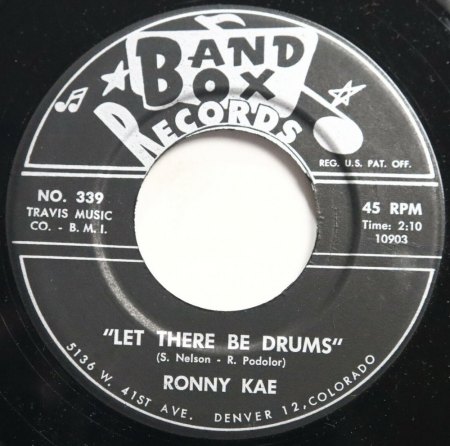 BAND
BOX
RECORDS
REG. U.S. PAT. OFF.
NO. 339
TRAVIS MUSIC
CO. - B. M. I.
45 RPM
Time: 2:10
10903
"LET THERE BE DRUMS"
(S. Nelson - R. Podolor)
RONNY KAE
5136 W. 41ST AVE. DENVER 12, COLORADO